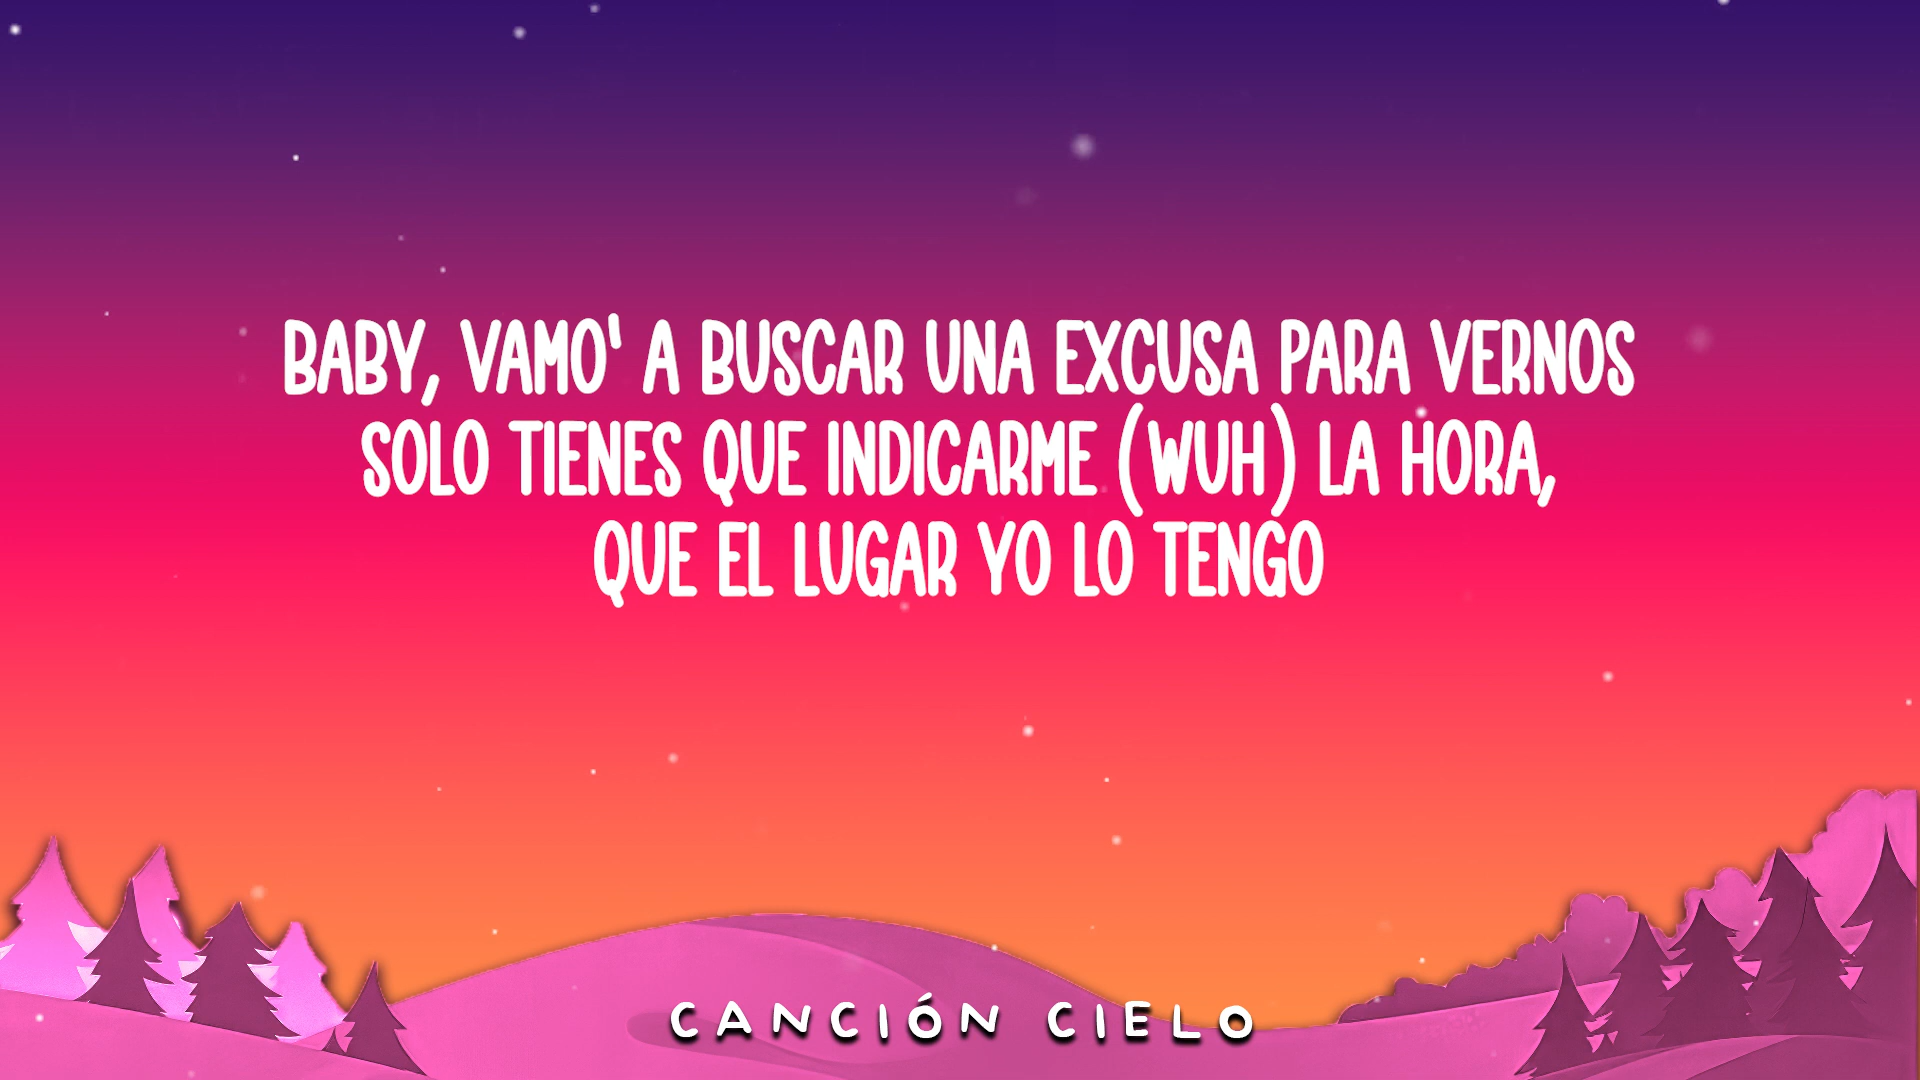 BABY, VAMO' A BUSCAR UNA EXCUSA PARA VERNOS
SOLO TIENES QUE INDICARME (WUH) LA HORA,
QUE EL LUGAR YO LO TENGO
CANCIÓN CIELO